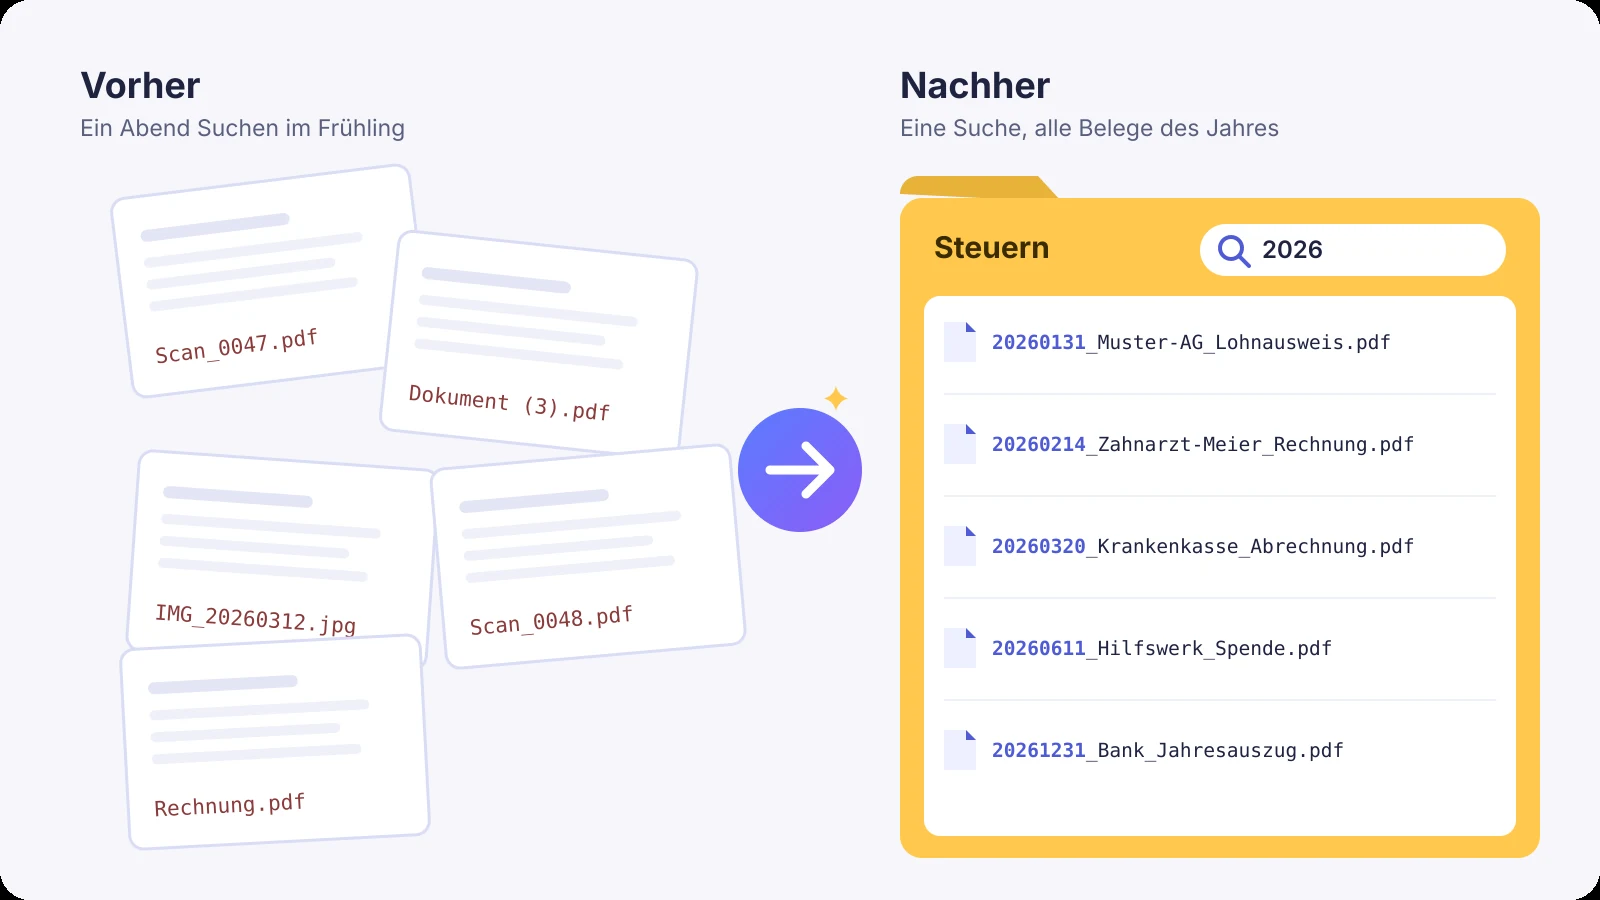 Vorher
Ein Abend Suchen im Frühling
Scan_0047.pdf
Dokument (3).pdf
IMG_20260312.jpg
Scan_0048.pdf
Rechnung.pdf
Nachher
Eine Suche, alle Belege des Jahres
Steuern
2026
20260131_Muster-AG_Lohnausweis.pdf
20260214_Zahnarzt-Meier_Rechnung.pdf
20260320_Krankenkasse_Abrechnung.pdf
20260611_Hilfswerk_Spende.pdf
20261231_Bank_Jahresauszug.pdf